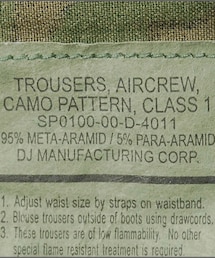 TROUSERS, AIRCREW,
CAMO PATTERN, CLASS 1
SP0100-00-D-4011
95% META-ARAMID / 5% PARA-ARAMID
DJ MANUFACTURING CORP.
1. Adjust waist size by straps on waistband.
2. Blouse trousers outside of boots using drawcords.
3. These trousers are of low flammability. No other
special flame resistant treatment is required